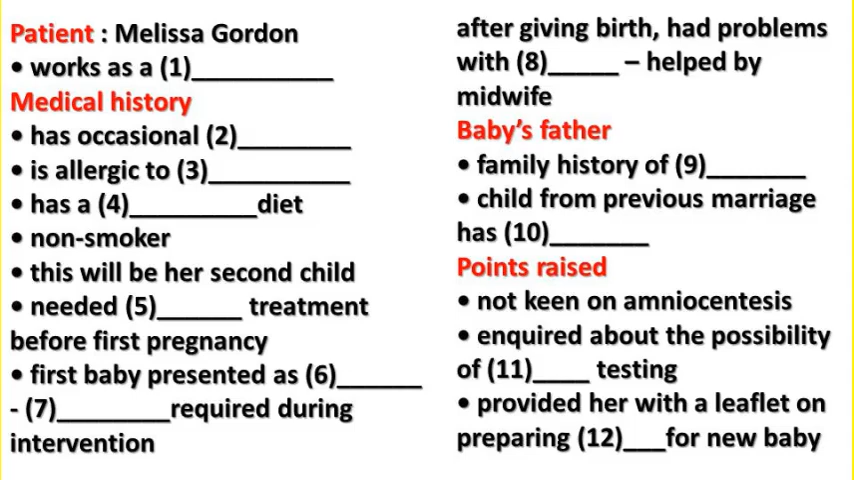 Patient : Melissa Gordon
• works as a (1)__________
Medical history
• has occasional (2)________
• is allergic to (3)__________
• has a (4)_________diet
• non-smoker
• this will be her second child
• needed (5)______ treatment
before first pregnancy
• first baby presented as (6)______
- (7)________required during
intervention
after giving birth, had problems
with (8)_____ – helped by
midwife
Baby’s father
• family history of (9)_______
• child from previous marriage
has (10)_______
Points raised
• not keen on amniocentesis
• enquired about the possibility
of (11)____ testing
• provided her with a leaflet on
preparing (12)___for new baby